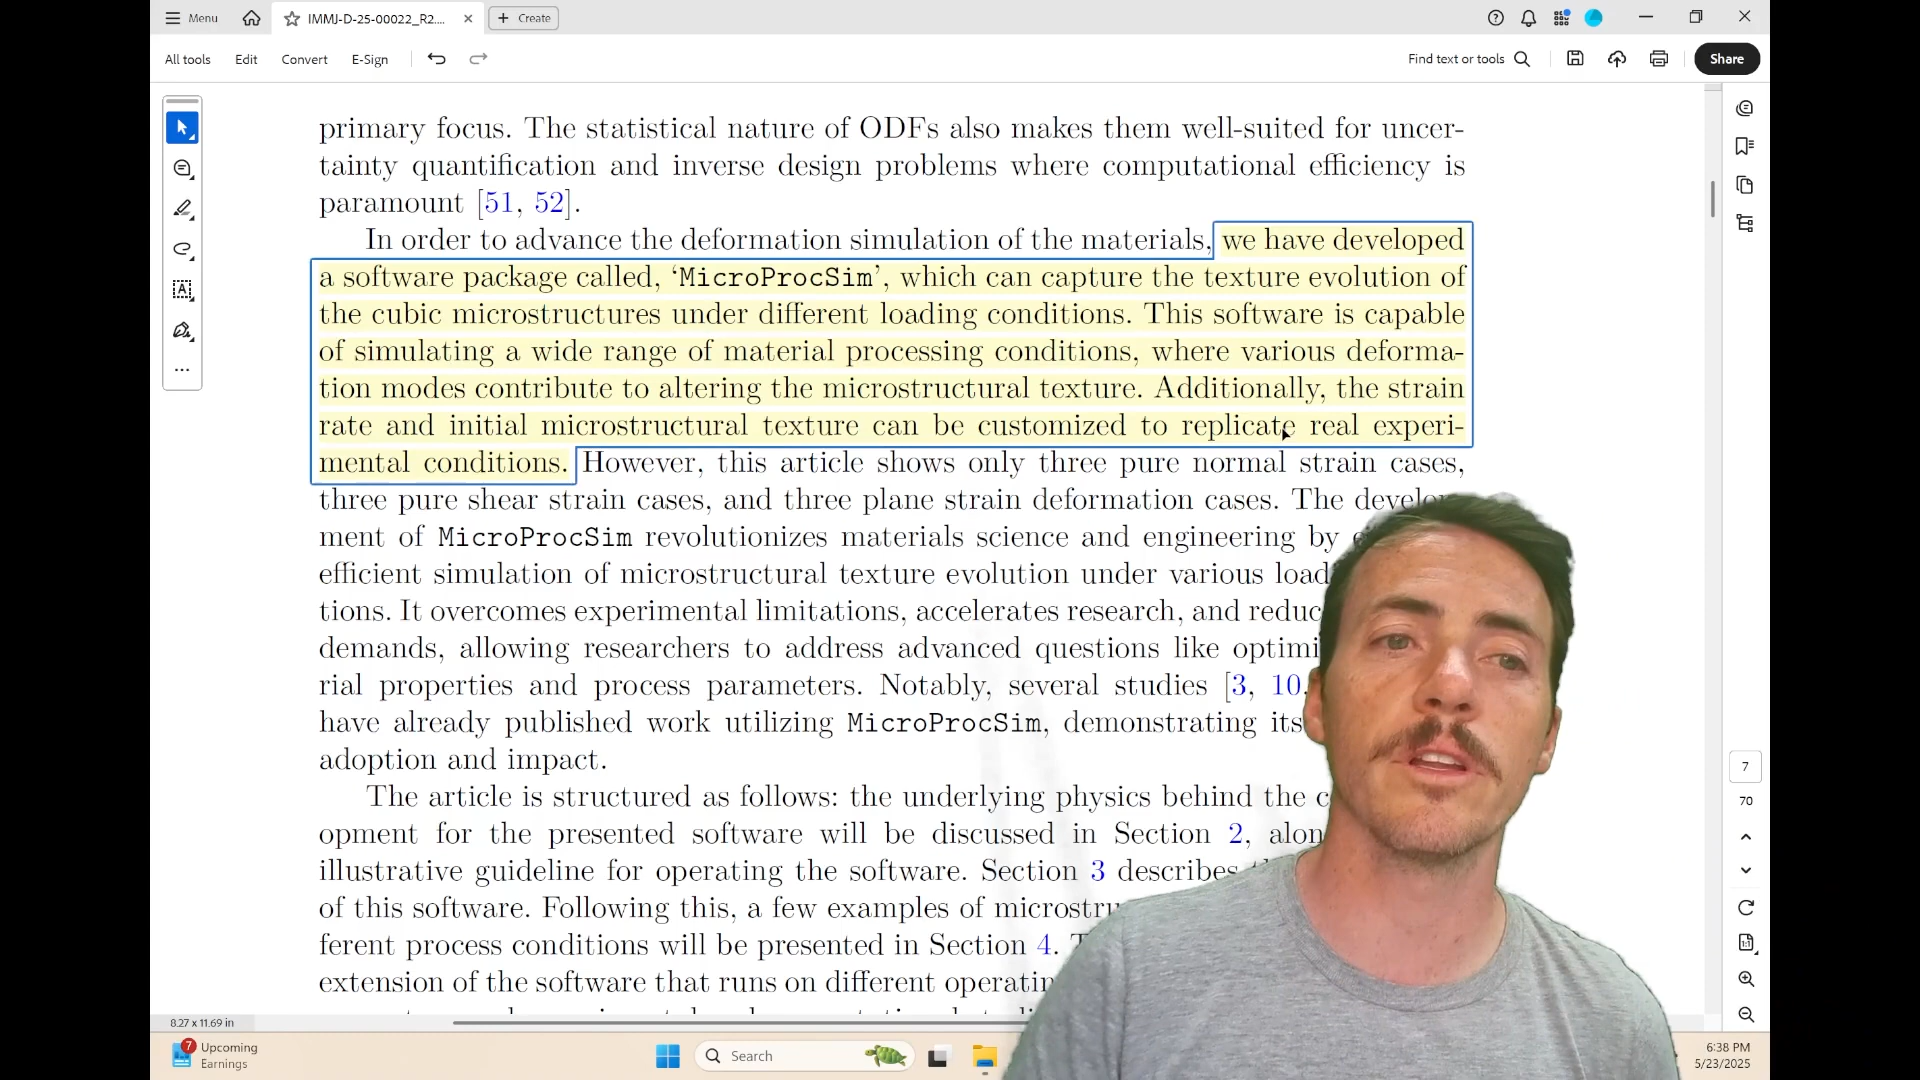 Menu
IMMJ-D-25-00022_R2...
Create
All tools
Edit
Convert
E-Sign
Find text or tools
Share
primary focus. The statistical nature of ODFs also makes them well-suited for uncer-
tainty quantification and inverse design problems where computational efficiency is
paramount [51, 52].
In order to advance the deformation simulation of the materials, we have developed
a software package called, ‘MicroProcSim’, which can capture the texture evolution of
the cubic microstructures under different loading conditions. This software is capable
of simulating a wide range of material processing conditions, where various deforma-
tion modes contribute to altering the microstructural texture. Additionally, the strain
rate and initial microstructural texture can be customized to replicate real experi-
mental conditions. However, this article shows only three pure normal strain cases,
three pure shear strain cases, and three plane strain deformation cases. The
ment of MicroProcSim revolutionizes materials science and engineering by
efficient simulation of microstructural texture evolution under various
tions. It overcomes experimental limitations, accelerates research, and
demands, allowing researchers to address advanced questions like
rial properties and process parameters. Notably, several studies [3, 10,
have already published work utilizing MicroProcSim, demonstrating its
adoption and impact.
The article is structured as follows: the underlying physics behind the
opment for the presented software will be discussed in Section 2,
illustrative guideline for operating the software. Section 3 describes
of this software. Following this, a few examples of
ferent process conditions will be presented in Section 4.
extension of the software that runs on different
7
70
8.27 x 11.69 in
7
Upcoming
Earnings
Search
6:38 PM
5/23/2025